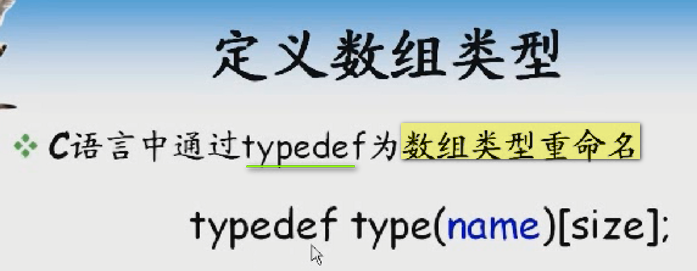 定义数组类型
C语言中通过typedef为数组类型重命名
typedef type(name)[size];